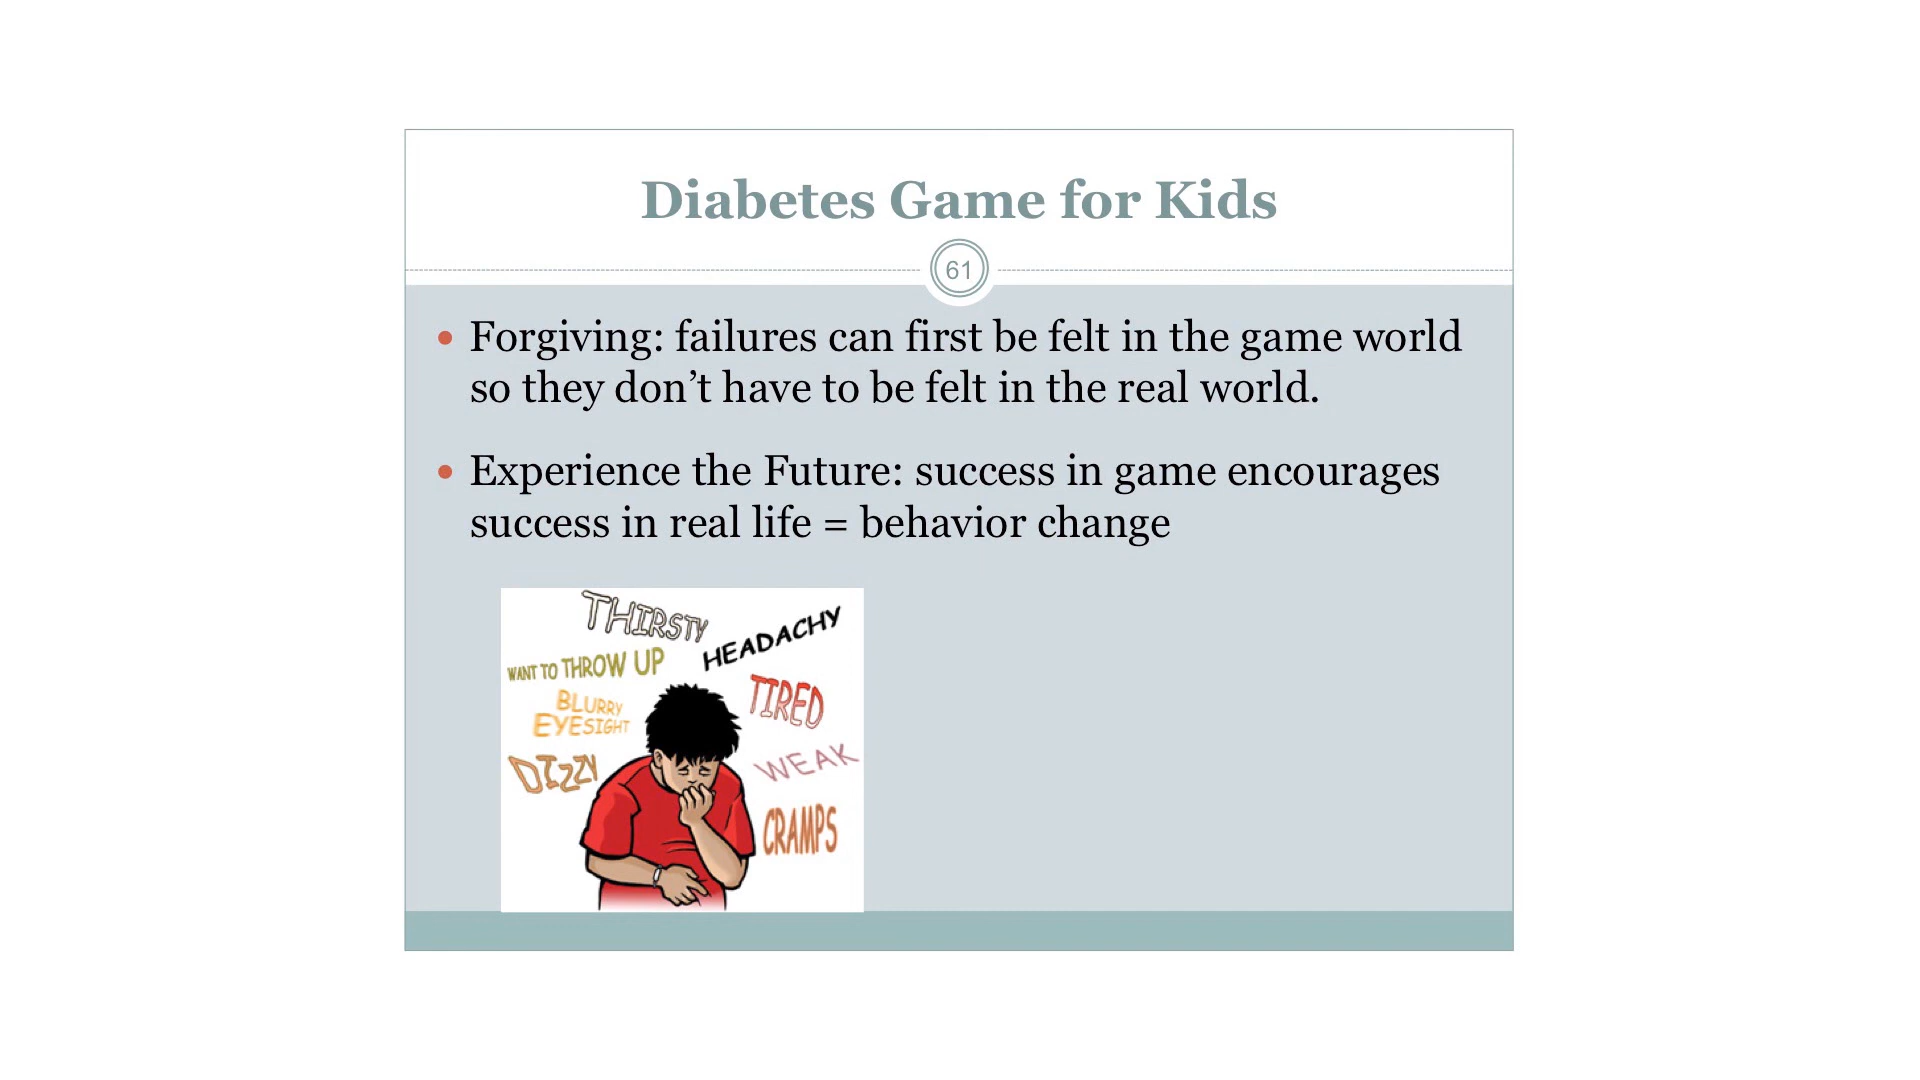 Diabetes Game for Kids
61
• Forgiving: failures can first be felt in the game world
so they don’t have to be felt in the real world.
• Experience the Future: success in game encourages
success in real life = behavior change
THIRSTY
HEADACHY
WANT TO THROW UP
TIRED
BLURRY
EYESIGHT
DIZZY
WEAK
CRAMPS